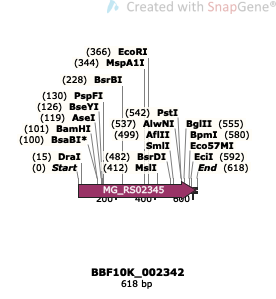 Created with SnapGene®
(366) EcoRI
(344) MspA1I
(228) BsrBI
(130) PspFI
(126) BseYI
(119) AseI
(101) BamHI
(100) BsaBI*
(15) DraI
(0) Start
(542) PstI
(537) AlwNI
(499) AflII
SmlI
(482) BsrDI
(412) MslI
BglII (555)
BpmI (580)
Eco57MI
EciI (592)
End (618)
MG_RS02345
200 400 600
BBF10K_002342
618 bp